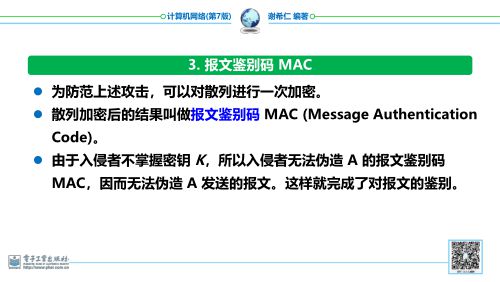 计算机网络(第7版)
谢希仁 编著
3. 报文鉴别码 MAC
为防范上述攻击，可以对散列进行一次加密。
散列加密后的结果叫做报文鉴别码 MAC (Message Authentication
Code)。
由于入侵者不掌握密钥 K，所以入侵者无法伪造 A 的报文鉴别码
MAC，因而无法伪造 A 发送的报文。这样就完成了对报文的鉴别。
电子工业出版社
http://www.phei.com.cn